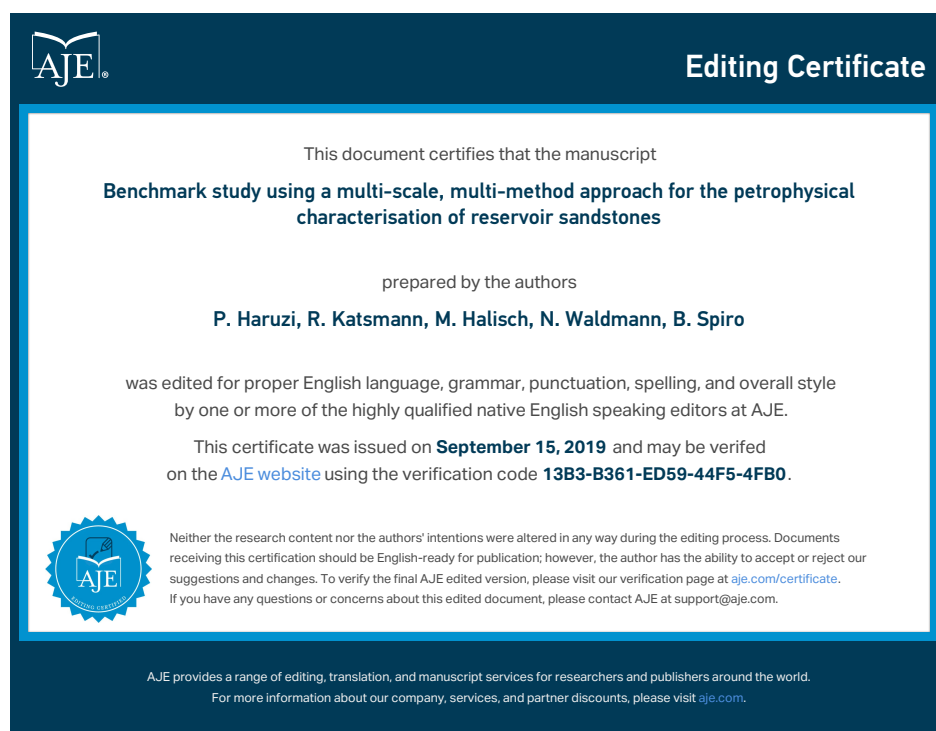 AJE®
Editing Certificate
This document certifies that the manuscript
Benchmark study using a multi-scale, multi-method approach for the petrophysical
characterisation of reservoir sandstones
prepared by the authors
P. Haruzi, R. Katsmann, M. Halisch, N. Waldmann, B. Spiro
was edited for proper English language, grammar, punctuation, spelling, and overall style
by one or more of the highly qualified native English speaking editors at AJE.
This certificate was issued on September 15, 2019 and may be verifed
on the AJE website using the verification code 13B3-B361-ED59-44F5-4FB0.
AJE
EDITING CERTIFIED
Neither the research content nor the authors' intentions were altered in any way during the editing process. Documents
receiving this certification should be English-ready for publication; however, the author has the ability to accept or reject our
suggestions and changes. To verify the final AJE edited version, please visit our verification page at aje.com/certificate.
If you have any questions or concerns about this edited document, please contact AJE at support@aje.com.
AJE provides a range of editing, translation, and manuscript services for researchers and publishers around the world.
For more information about our company, services, and partner discounts, please visit aje.com.